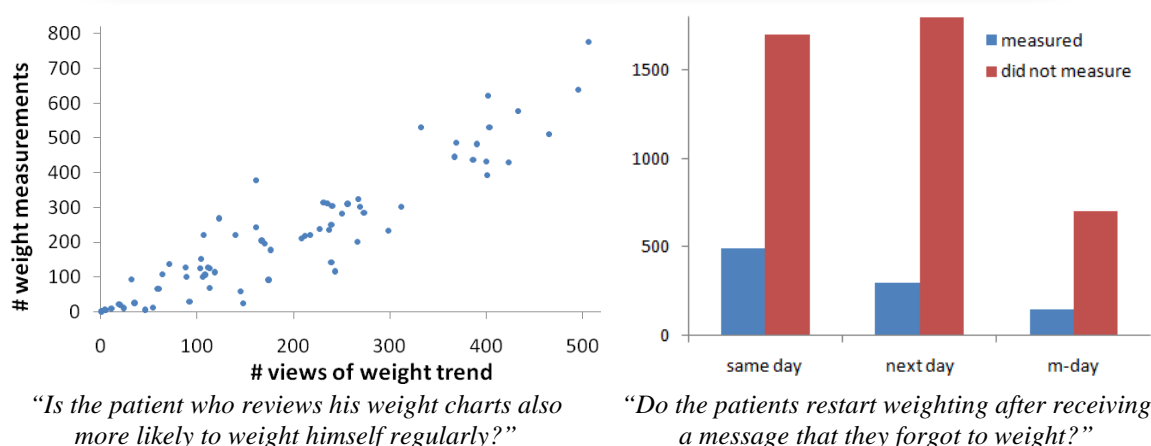 800
700
600
500
400
300
200
100
0
# weight measurements
0 100 200 300 400 500
# views of weight trend
“Is the patient who reviews his weight charts also
more likely to weight himself regularly?”
1500
1000
500
0
measured
did not measure
same day next day m-day
“Do the patients restart weighting after receiving
a message that they forgot to weight?”